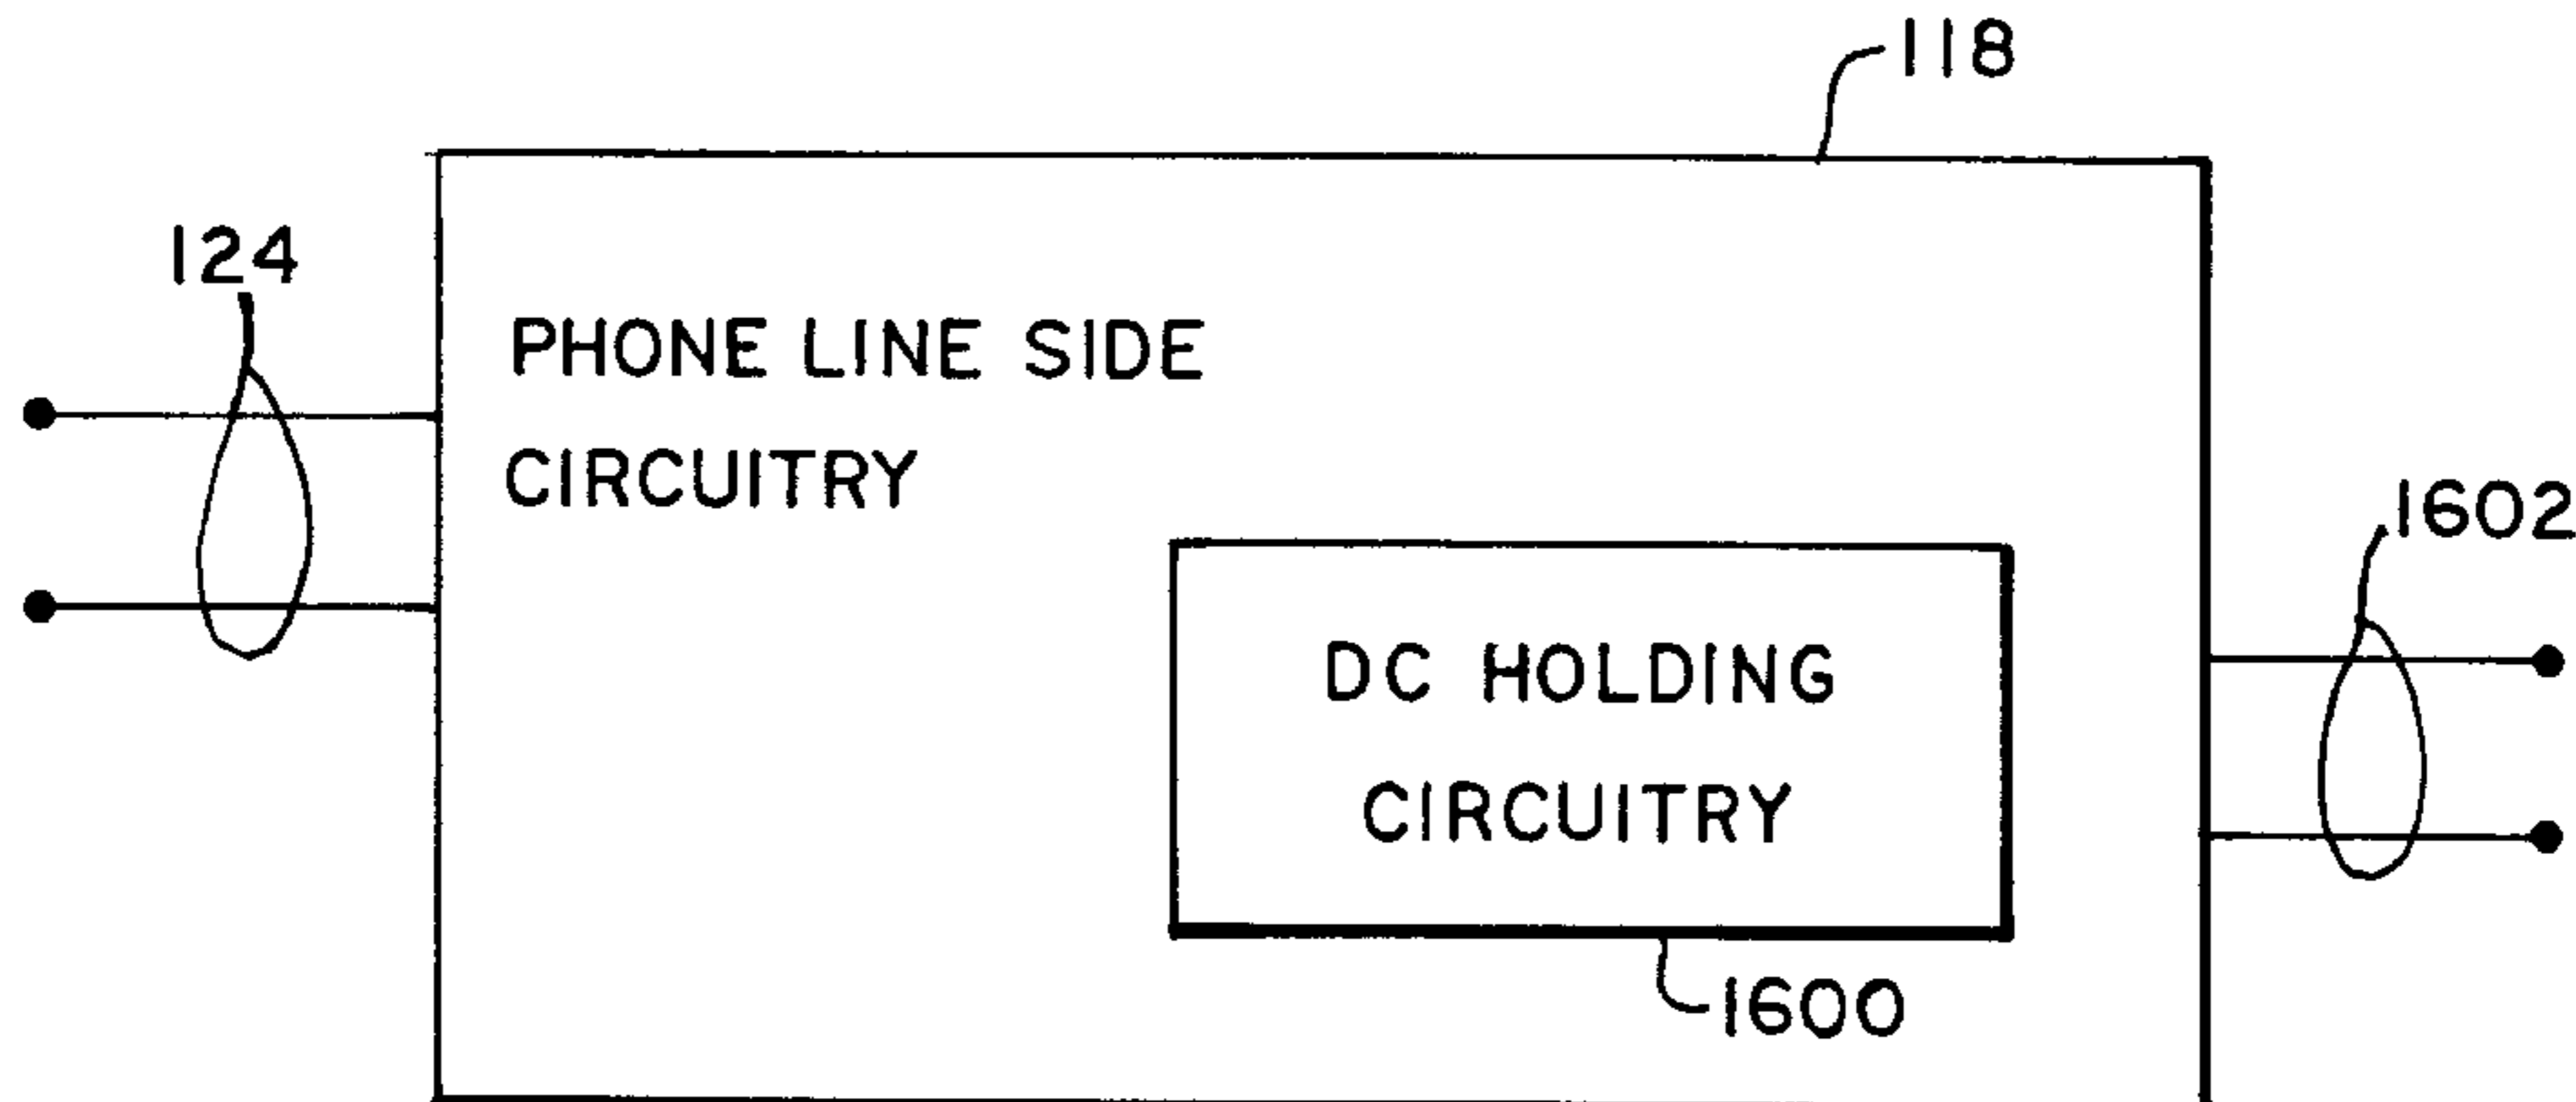 118
124
PHONE LINE SIDE
CIRCUITRY
1602
DC HOLDING
CIRCUITRY
1600